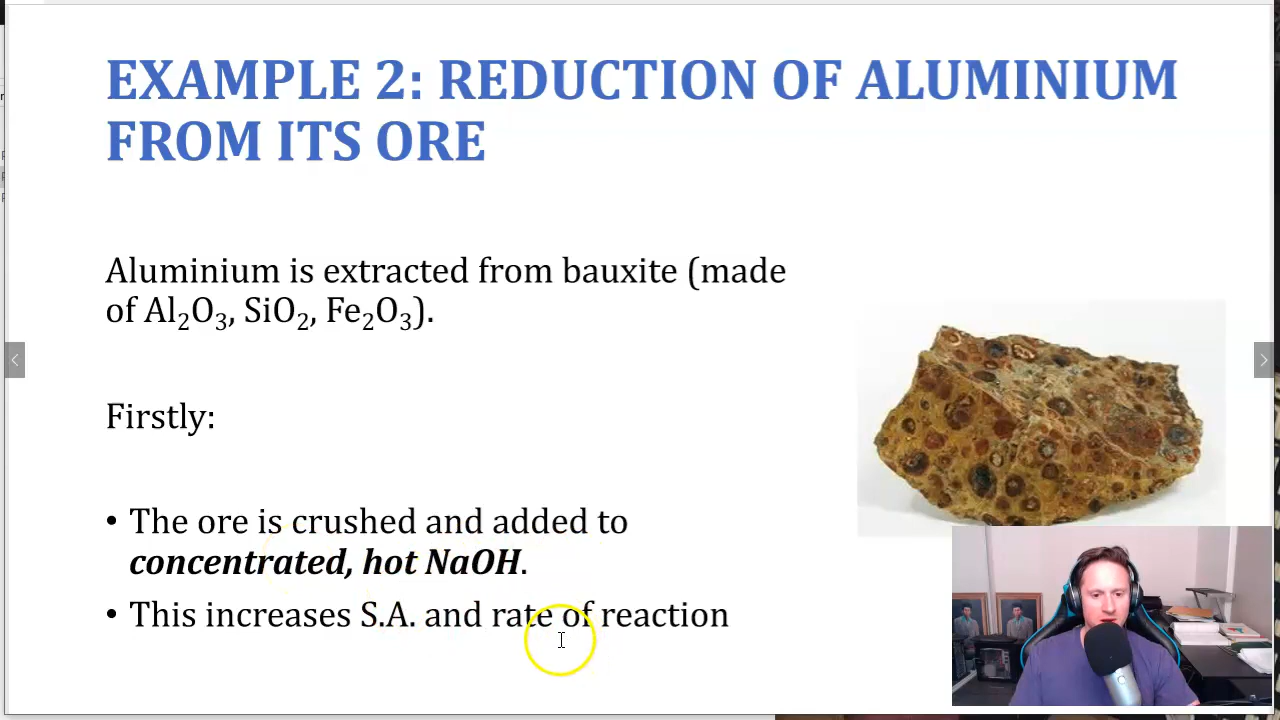 EXAMPLE 2: REDUCTION OF ALUMINIUM
FROM ITS ORE
Aluminium is extracted from bauxite (made
of Al₂O₃, SiO₂, Fe₂O₃).
Firstly:
• The ore is crushed and added to
concentrated, hot NaOH.
• This increases S.A. and rate of reaction